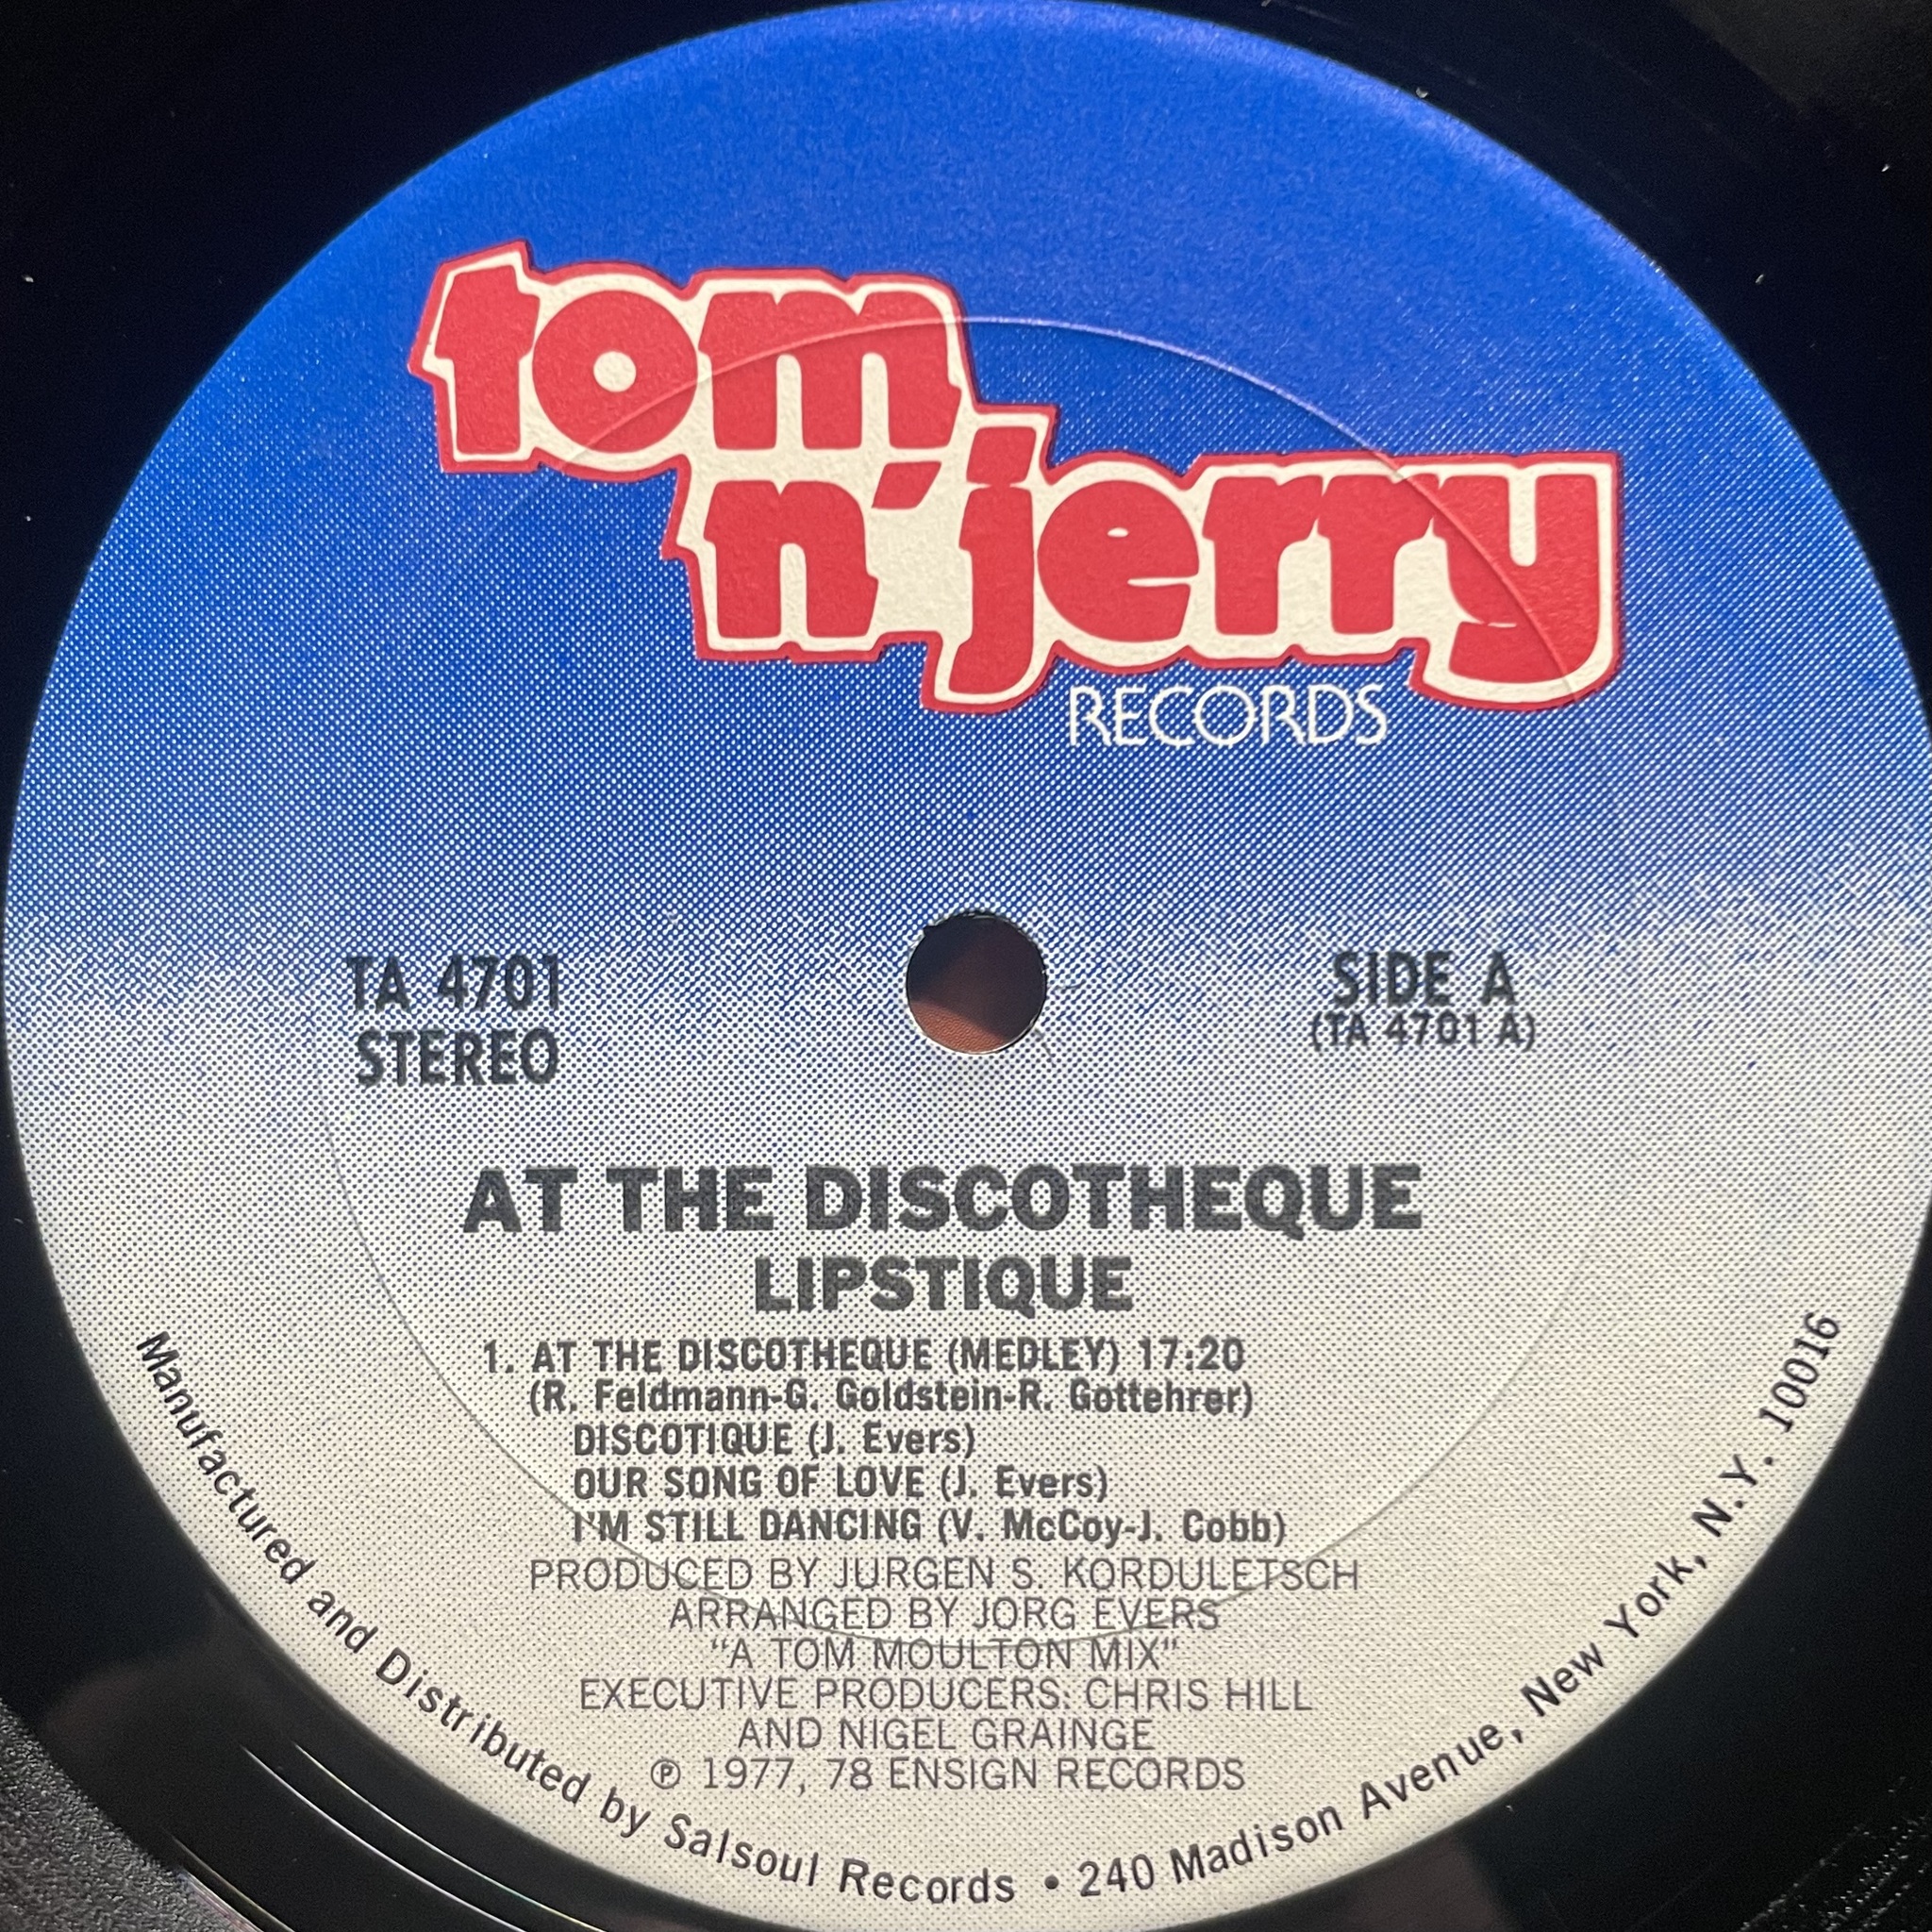 tom
n' jerry
RECORDS
TA 4701
STEREO
SIDE A
(TA 4701 A)
AT THE DISCOTHEQUE
LIPSTIQUE
1. AT THE DISCOTHEQUE (MEDLEY) 17:20
(R. Feldmann-G. Goldstein-R. Gottehrer)
DISCOTIQUE (J. Evers)
OUR SONG OF LOVE (J. Evers)
I'M STILL DANCING (V. McCoy-J. Cobb)
PRODUCED BY JURGEN S. KORDULETSCH
ARRANGED BY JORG EVERS
"A TOM MOULTON MIX"
EXECUTIVE PRODUCERS: CHRIS HILL
AND NIGEL GRAINGE
℗ 1977, 78 ENSIGN RECORDS
Manufactured and Distributed by Salsoul Records • 240 Madison Avenue, New York, N.Y. 10016